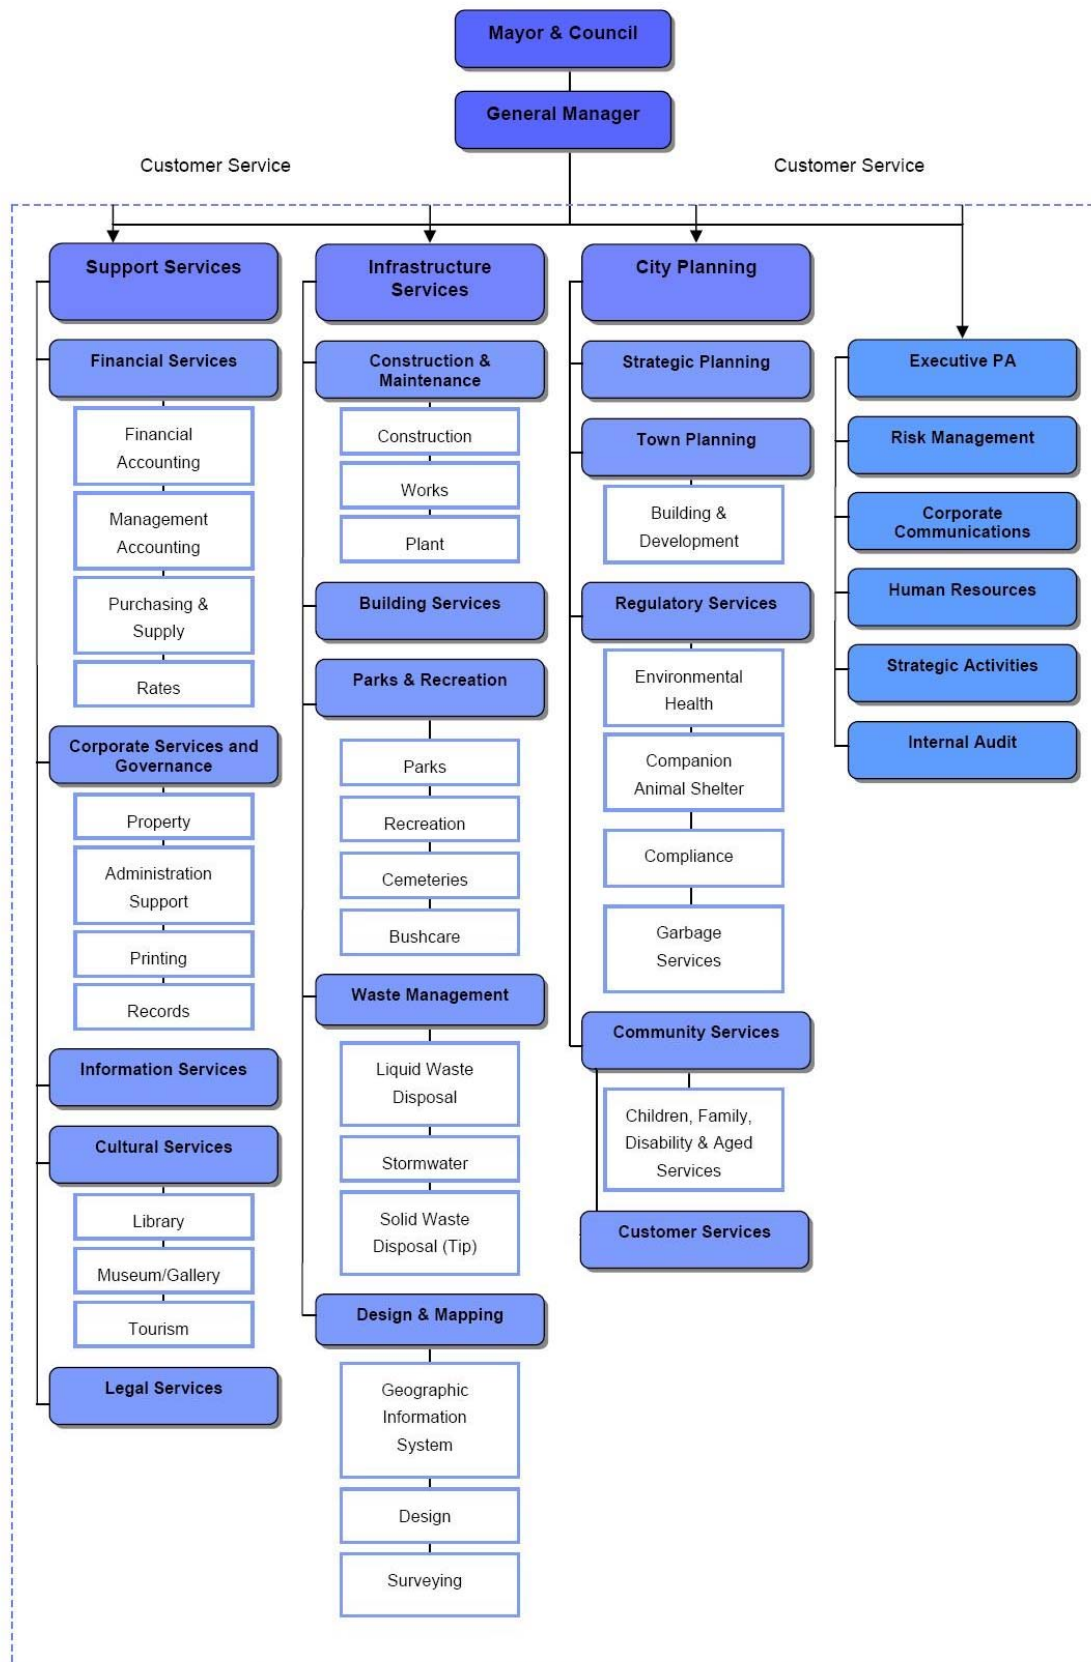 Mayor & Council
General Manager
Customer Service
Customer Service
Support Services
Financial Services
Financial
Accounting
Management
Accounting
Purchasing &
Supply
Rates
Corporate Services and
Governance
Property
Administration
Support
Printing
Records
Information Services
Cultural Services
Library
Museum/Gallery
Tourism
Legal Services
Infrastructure
Services
Construction &
Maintenance
Construction
Works
Plant
Building Services
Parks & Recreation
Parks
Recreation
Cemeteries
Bushcare
Waste Management
Liquid Waste
Disposal
Stormwater
Solid Waste
Disposal (Tip)
Design & Mapping
Geographic
Information
System
Design
Surveying
City Planning
Strategic Planning
Town Planning
Building &
Development
Regulatory Services
Environmental
Health
Companion
Animal Shelter
Compliance
Garbage
Services
Community Services
Children, Family,
Disability & Aged
Services
Customer Services
Executive PA
Risk Management
Corporate
Communications
Human Resources
Strategic Activities
Internal Audit